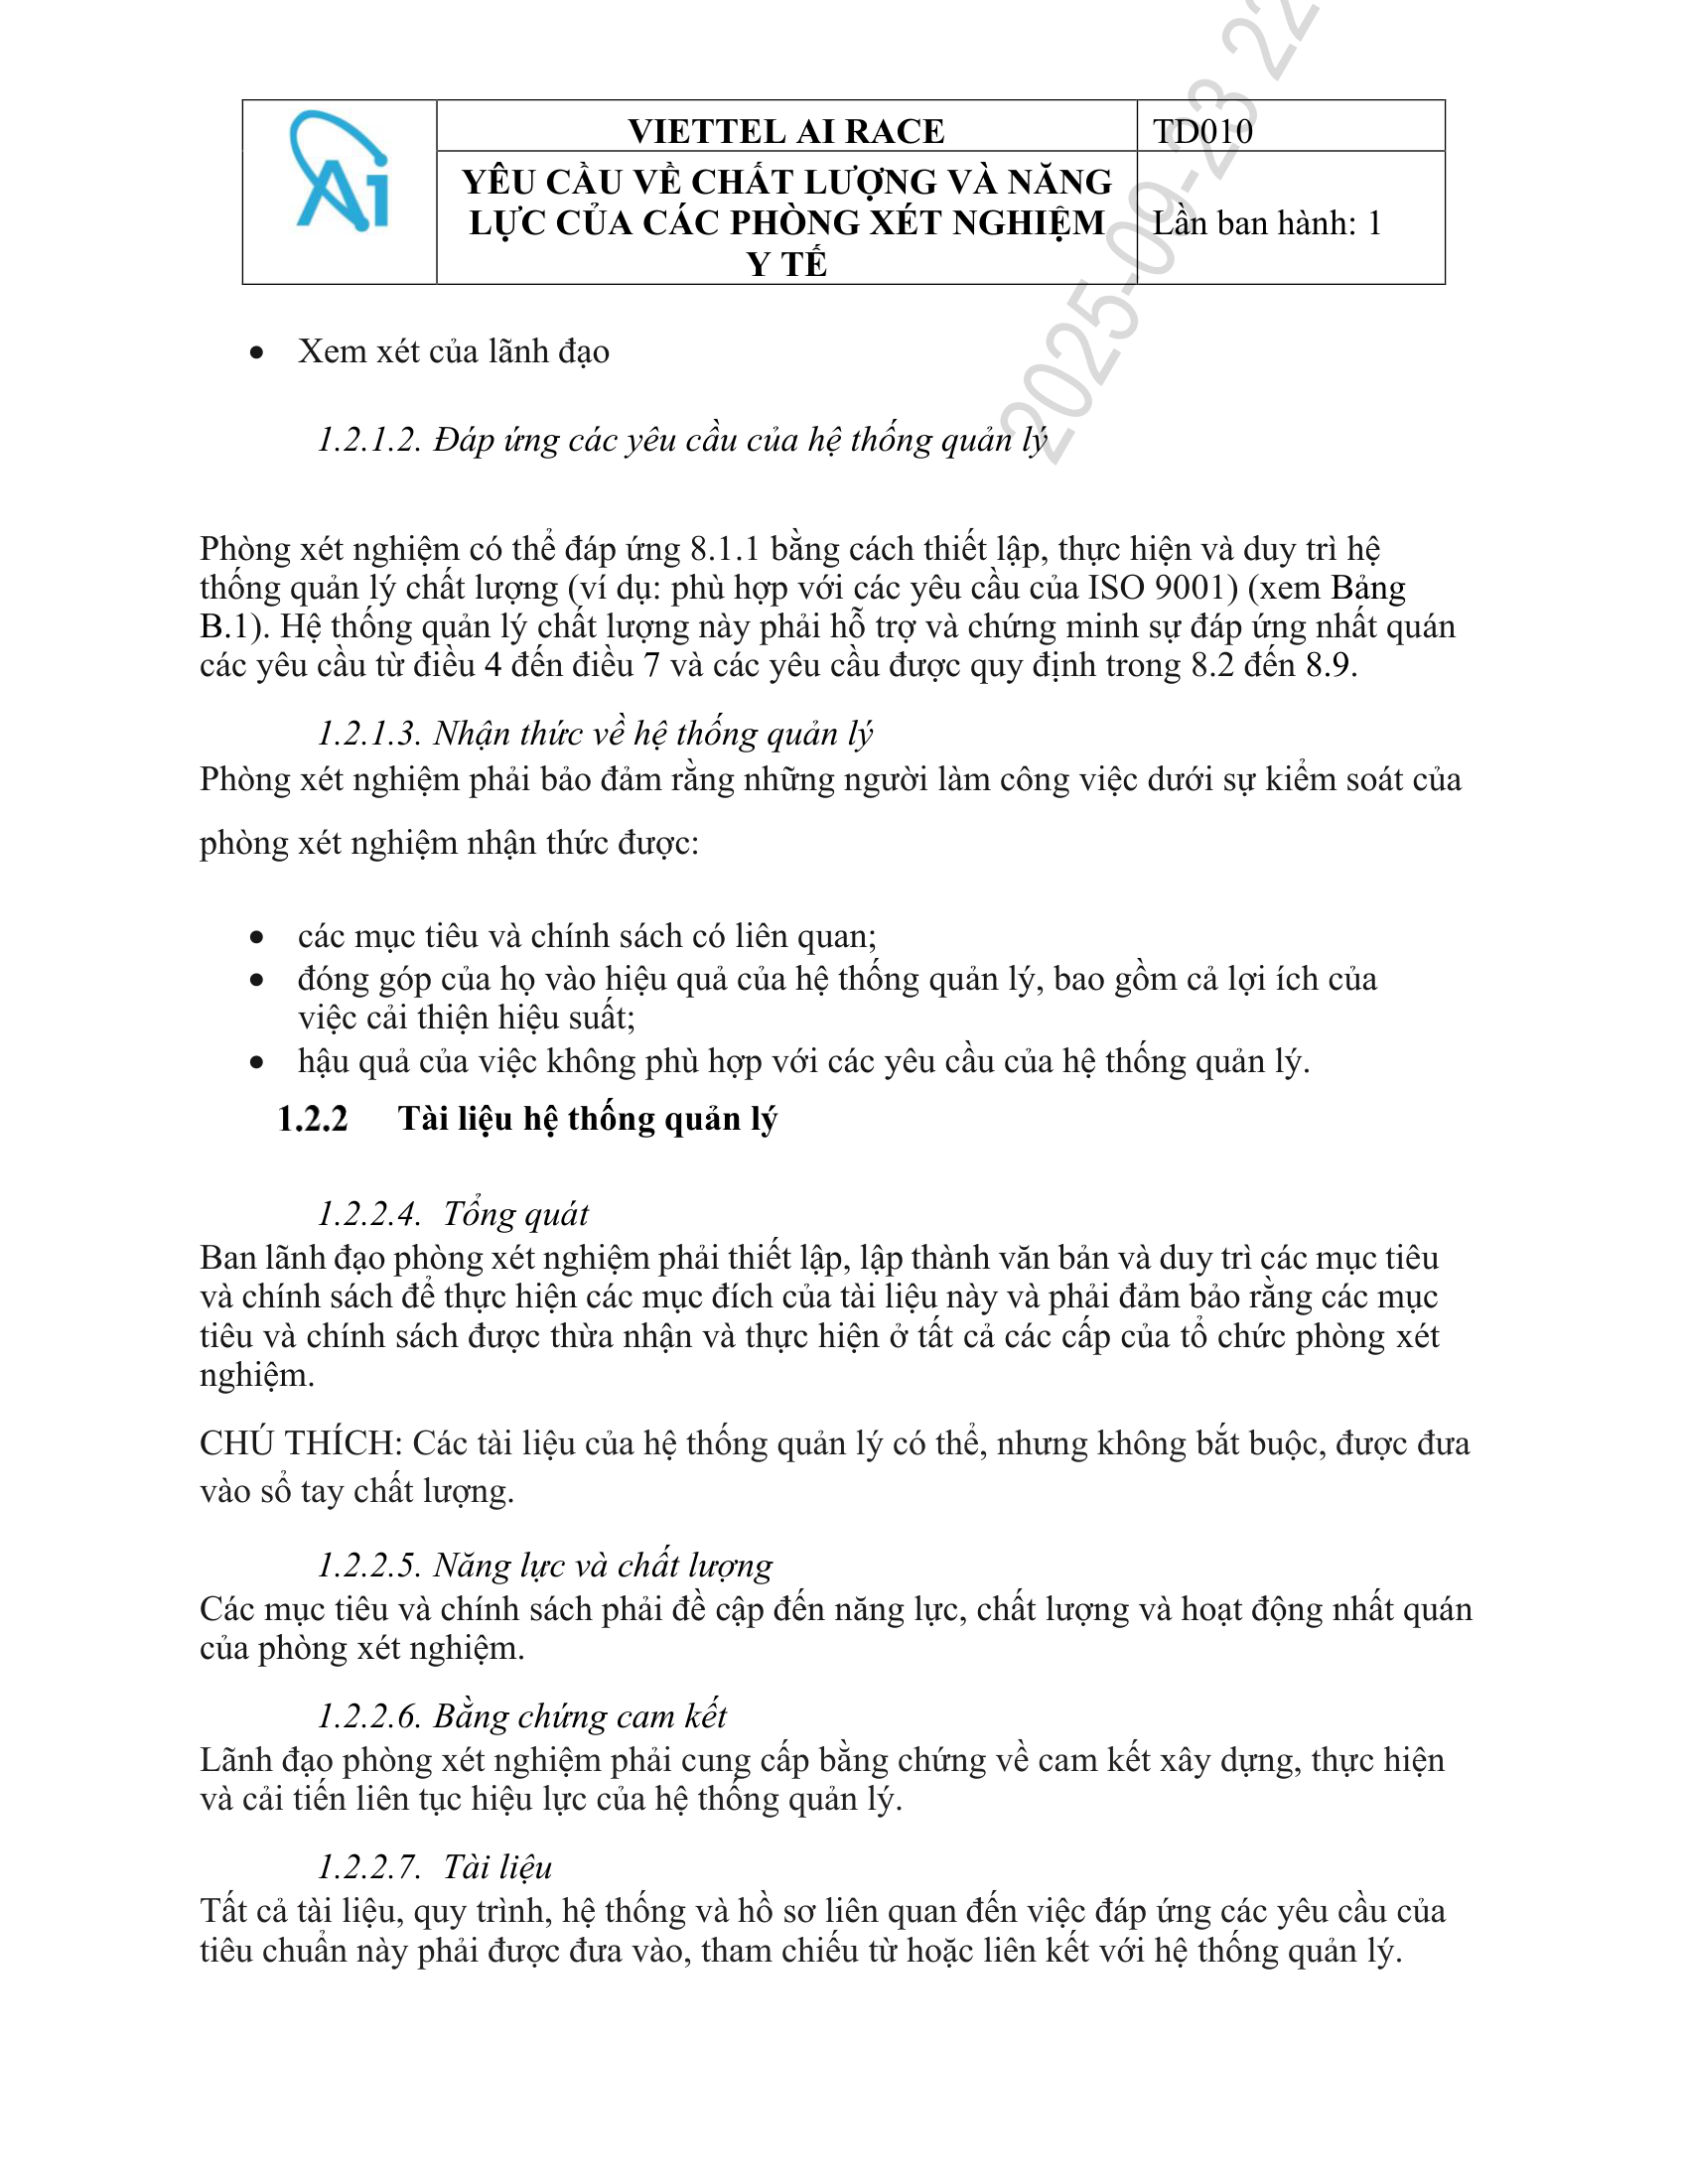 Ai
VIETTEL AI RACE
TD010
YÊU CẦU VỀ CHẤT LƯỢNG VÀ NĂNG
LỰC CỦA CÁC PHÒNG XÉT NGHIỆM
Y TẾ
Lần ban hành: 1
2025-09-23 22
• Xem xét của lãnh đạo
1.2.1.2. Đáp ứng các yêu cầu của hệ thống quản lý
Phòng xét nghiệm có thể đáp ứng 8.1.1 bằng cách thiết lập, thực hiện và duy trì hệ
thống quản lý chất lượng (ví dụ: phù hợp với các yêu cầu của ISO 9001) (xem Bảng
B.1). Hệ thống quản lý chất lượng này phải hỗ trợ và chứng minh sự đáp ứng nhất quán
các yêu cầu từ điều 4 đến điều 7 và các yêu cầu được quy định trong 8.2 đến 8.9.
1.2.1.3. Nhận thức về hệ thống quản lý
Phòng xét nghiệm phải bảo đảm rằng những người làm công việc dưới sự kiểm soát của
phòng xét nghiệm nhận thức được:
• các mục tiêu và chính sách có liên quan;
• đóng góp của họ vào hiệu quả của hệ thống quản lý, bao gồm cả lợi ích của
việc cải thiện hiệu suất;
• hậu quả của việc không phù hợp với các yêu cầu của hệ thống quản lý.
1.2.2 Tài liệu hệ thống quản lý
1.2.2.4. Tổng quát
Ban lãnh đạo phòng xét nghiệm phải thiết lập, lập thành văn bản và duy trì các mục tiêu
và chính sách để thực hiện các mục đích của tài liệu này và phải đảm bảo rằng các mục
tiêu và chính sách được thừa nhận và thực hiện ở tất cả các cấp của tổ chức phòng xét
nghiệm.
CHÚ THÍCH: Các tài liệu của hệ thống quản lý có thể, nhưng không bắt buộc, được đưa
vào sổ tay chất lượng.
1.2.2.5. Năng lực và chất lượng
Các mục tiêu và chính sách phải đề cập đến năng lực, chất lượng và hoạt động nhất quán
của phòng xét nghiệm.
1.2.2.6. Bằng chứng cam kết
Lãnh đạo phòng xét nghiệm phải cung cấp bằng chứng về cam kết xây dựng, thực hiện
và cải tiến liên tục hiệu lực của hệ thống quản lý.
1.2.2.7. Tài liệu
Tất cả tài liệu, quy trình, hệ thống và hồ sơ liên quan đến việc đáp ứng các yêu cầu của
tiêu chuẩn này phải được đưa vào, tham chiếu từ hoặc liên kết với hệ thống quản lý.